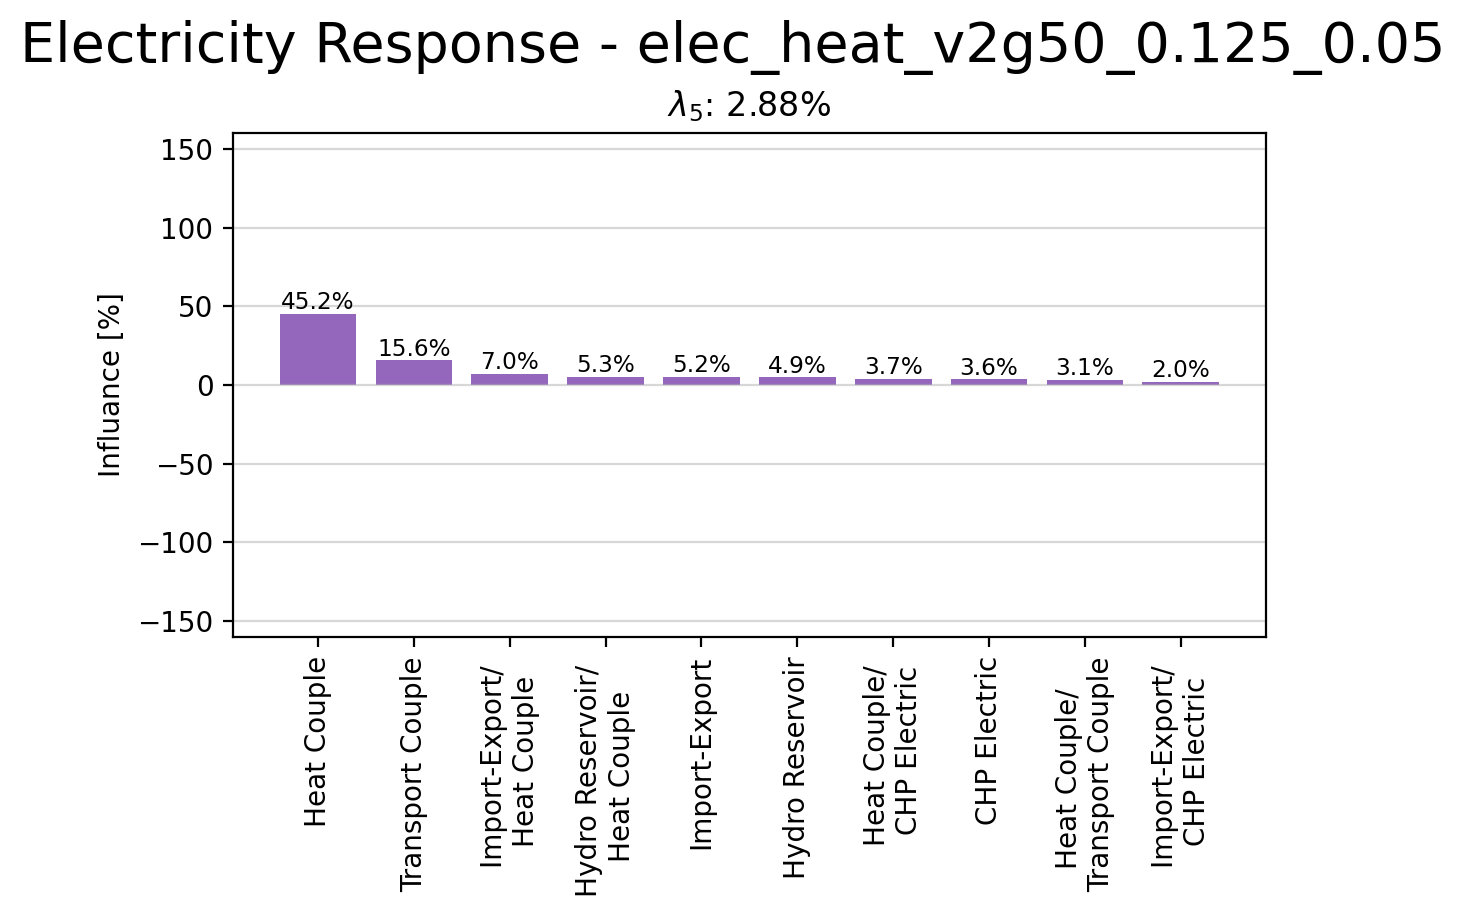 Electricity Response - elec_heat_v2g50_0.125_0.05
λ5: 2.88%
150
100
50
0
−50
−100
−150
Influance [%]
45.2%
15.6%
7.0%
5.3%
5.2%
4.9%
3.7%
3.6%
3.1%
2.0%
Heat Couple
Transport Couple
Import-Export/
Heat Couple
Hydro Reservoir/
Heat Couple
Import-Export
Hydro Reservoir
Heat Couple/
CHP Electric
CHP Electric
Heat Couple/
Transport Couple
Import-Export/
CHP Electric